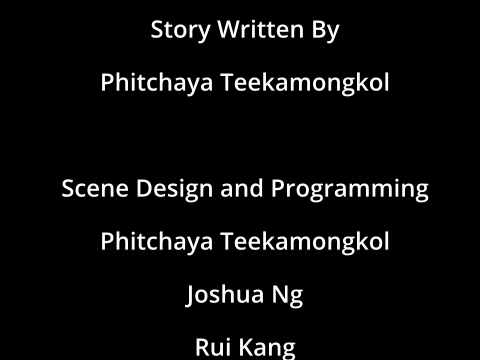 Story Written By
Phitchaya Teekamongkol
Scene Design and Programming
Phitchaya Teekamongkol
Joshua Ng
Rui Kang